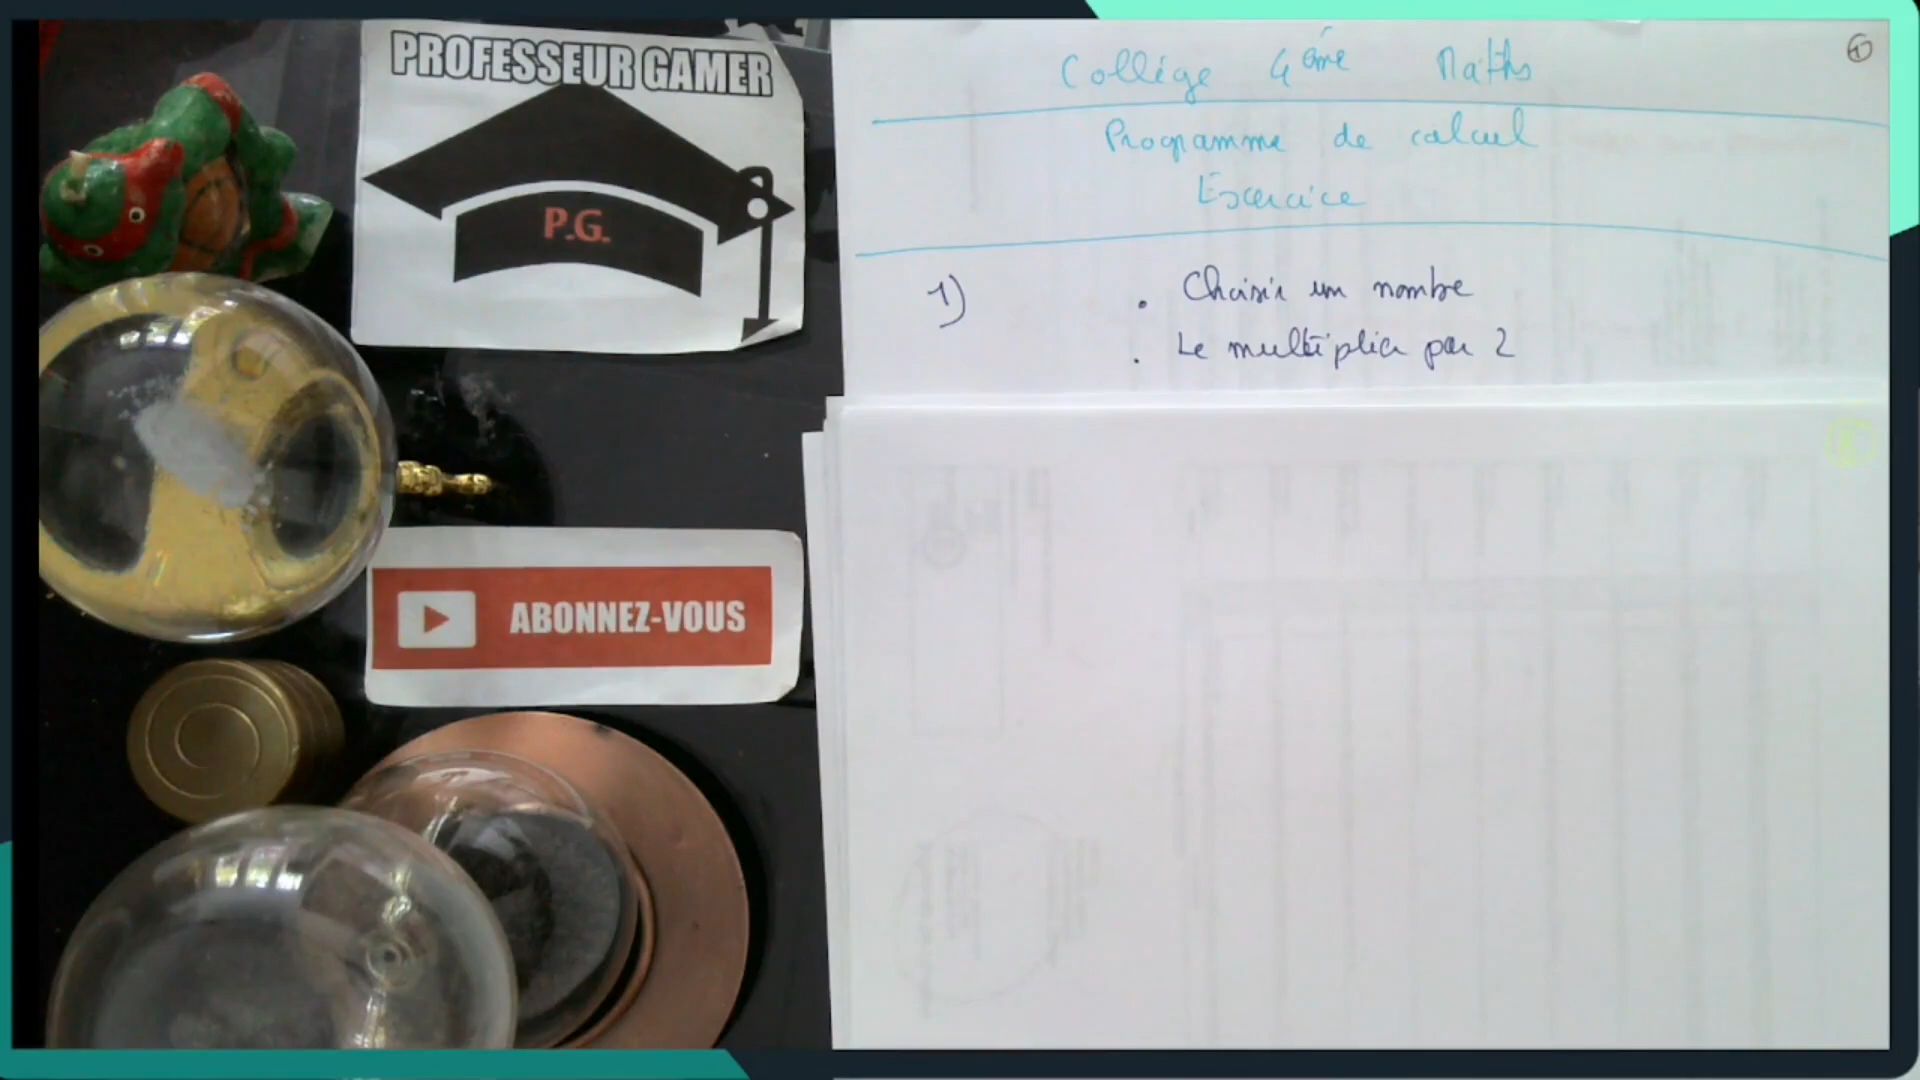 PROFESSEUR GAMER
P.G.
ABONNEZ-VOUS
Collège 4ème Maths
1
Programme de calcul
Exercice
1)
. Choisir un nombre
. Le multiplier par 2